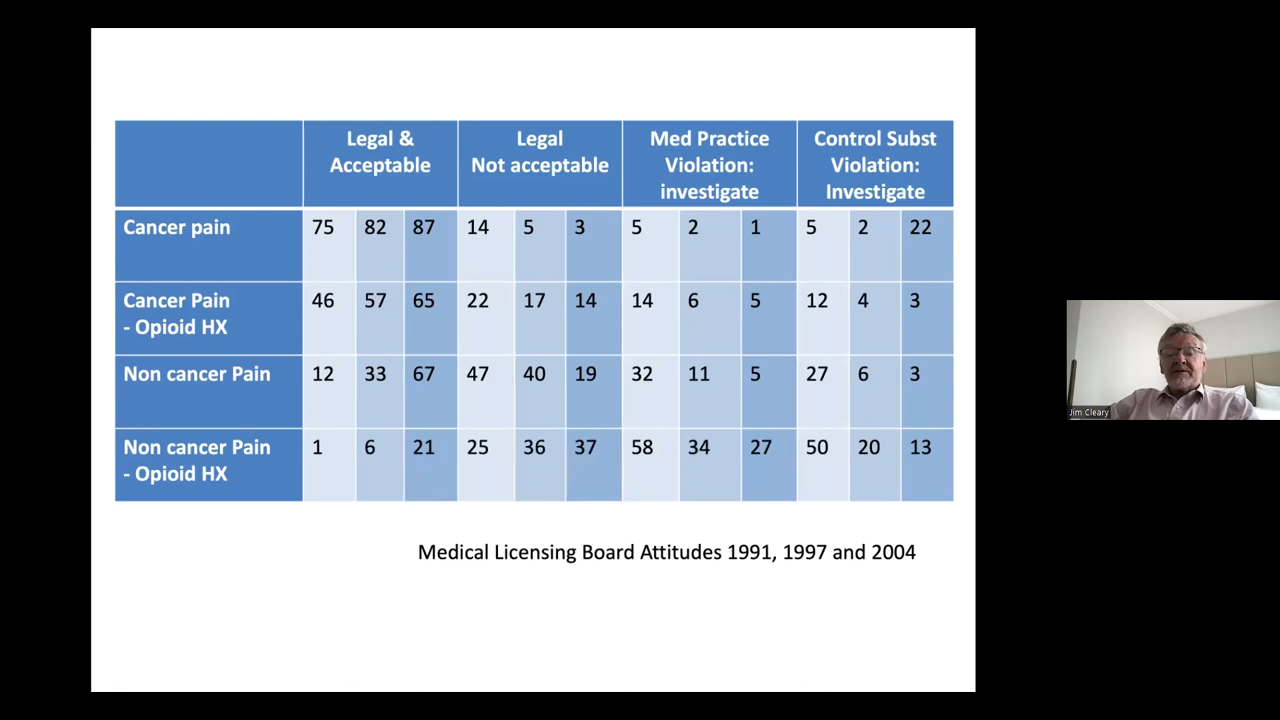 Legal &
Acceptable
Legal
Not acceptable
Med Practice
Violation:
investigate
Control Subst
Violation:
Investigate
Cancer pain 75 82 87 14 5 3 5 2 1 5 2 22
Cancer Pain
- Opioid HX 46 57 65 22 17 14 14 6 5 12 4 3
Non cancer Pain 12 33 67 47 40 19 32 11 5 27 6 3
Non cancer Pain
- Opioid HX 1 6 21 25 36 37 58 34 27 50 20 13
Medical Licensing Board Attitudes 1991, 1997 and 2004
Jim Cleary